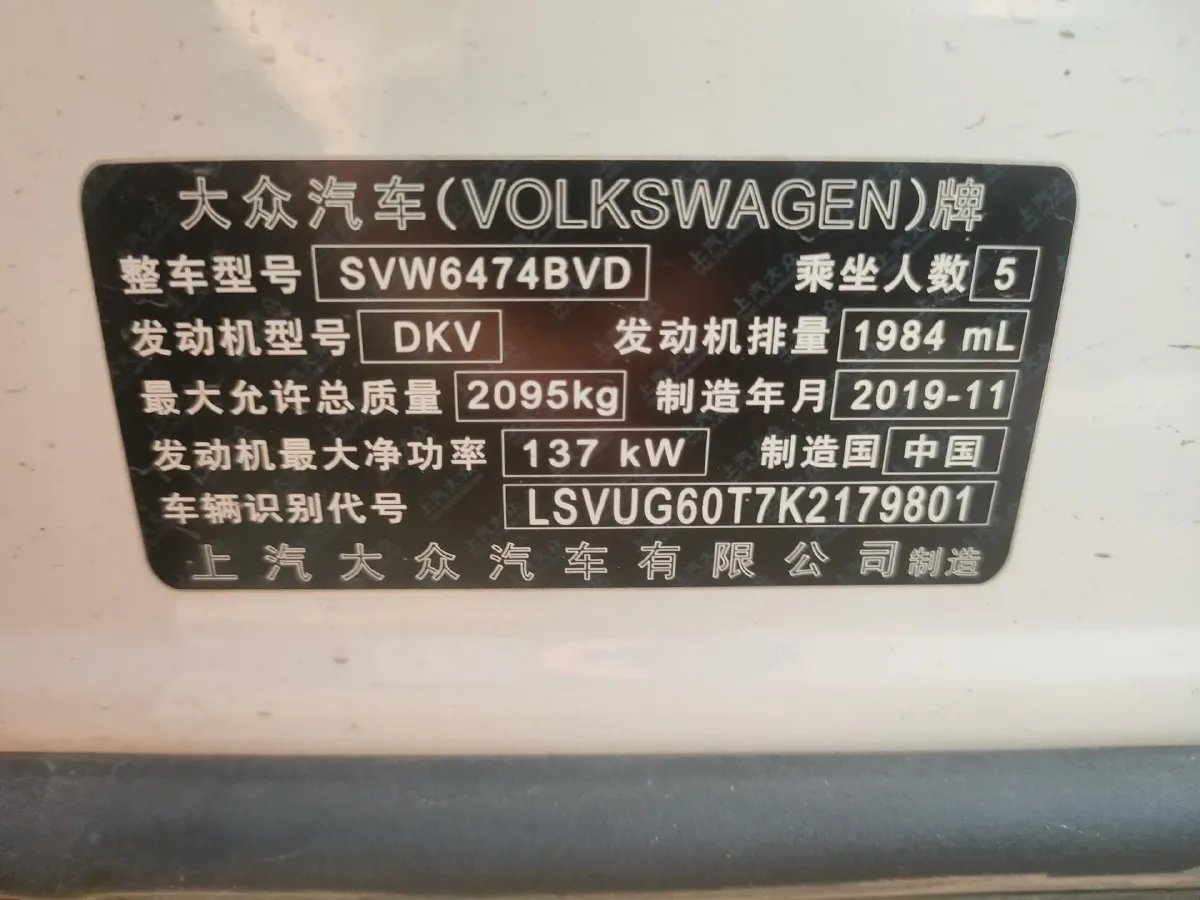 大众汽车(VOLKSWAGEN)牌
整车型号 SVW6474BVD 乘坐人数 5
发动机型号 DKV 发动机排量 1984 mL
最大允许总质量 2095kg 制造年月 2019-11
发动机最大净功率 137 kW 制造国 中国
车辆识别代号 LSVUG60T7K2179801
上汽大众汽车有限公司制造